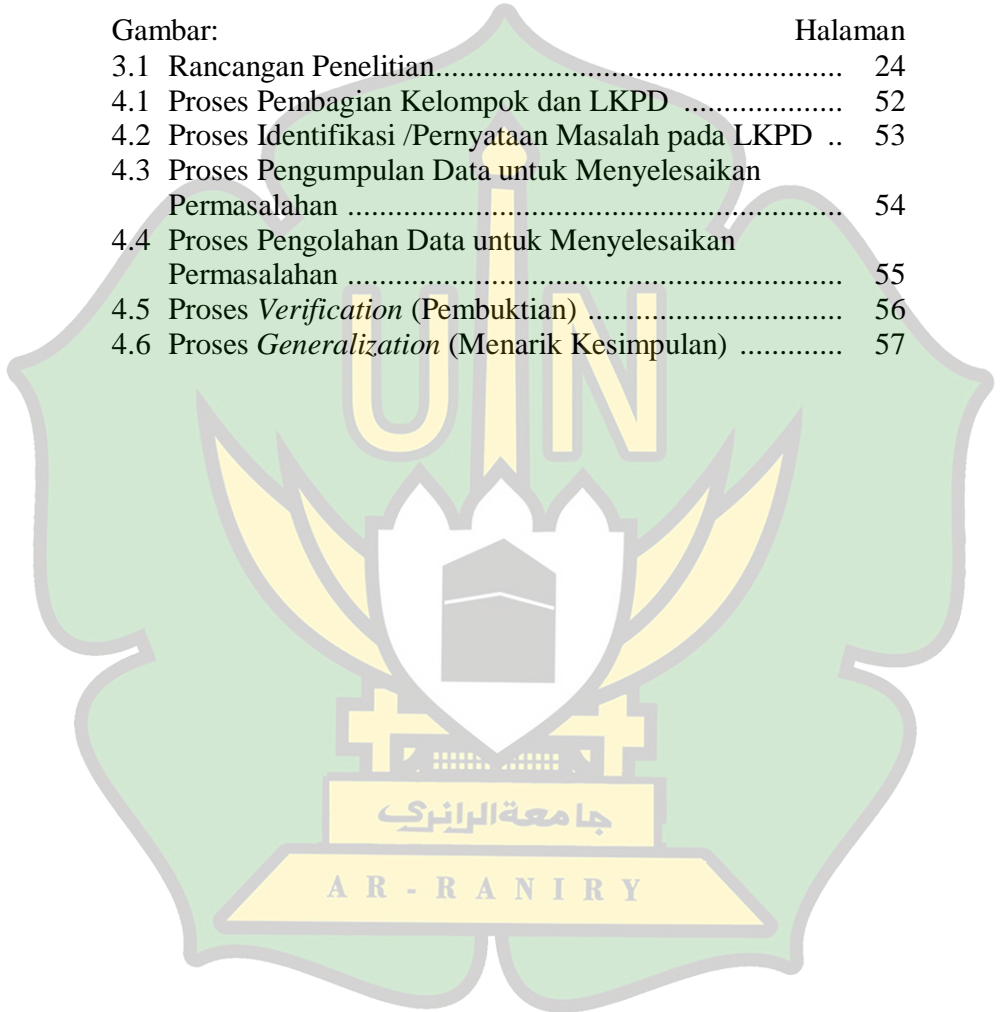 Gambar: Halaman
3.1 Rancangan Penelitian........................................... 24
4.1 Proses Pembagian Kelompok dan LKPD ................. 52
4.2 Proses Identifikasi /Pernyataan Masalah pada LKPD .. 53
4.3 Proses Pengumpulan Data untuk Menyelesaikan
Permasalahan .................................................... 54
4.4 Proses Pengolahan Data untuk Menyelesaikan
Permasalahan .................................................... 55
4.5 Proses Verification (Pembuktian) ........................... 56
4.6 Proses Generalization (Menarik Kesimpulan) ............. 57
UIN
جامعة الرانري
AR-RANIRY